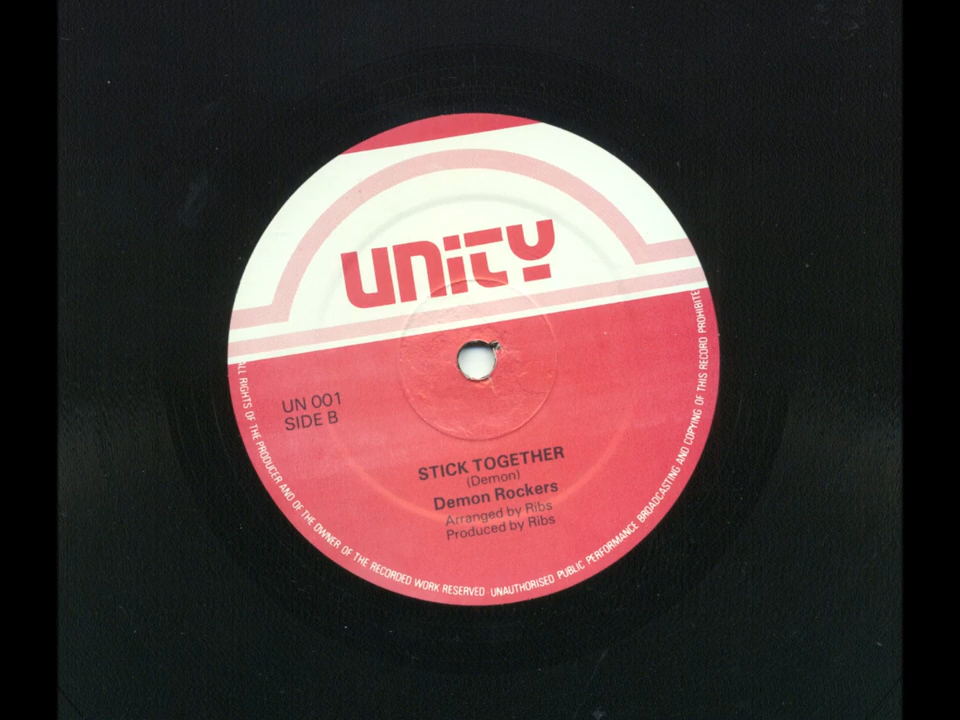 UNiTY
UN 001
SIDE B
STICK TOGETHER
(Demon)
Demon Rockers
Arranged by Ribs
Produced by Ribs
ALL RIGHTS OF THE PRODUCER AND OF THE OWNER OF THE RECORDED WORK RESERVED UNAUTHORISED PUBLIC PERFORMANCE BROADCASTING AND COPYING OF THIS RECORD PROHIBITE